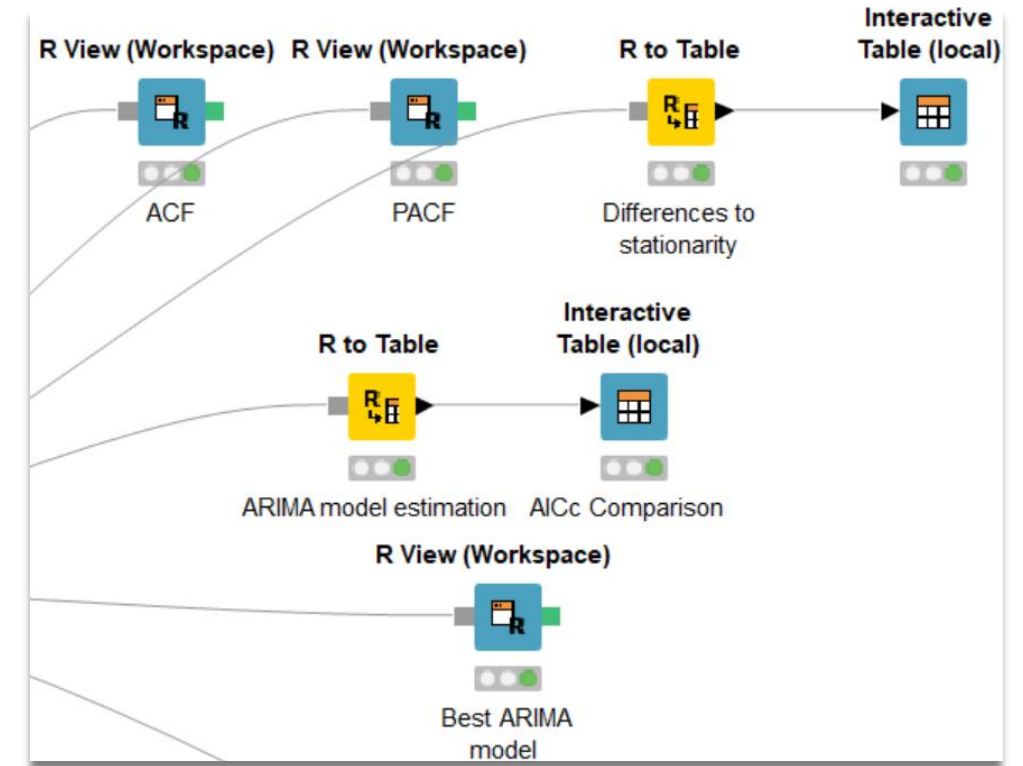 R View (Workspace)
R View (Workspace)
R to Table
Interactive
Table (local)
ACF
PACF
Differences to
stationarity
R to Table
Interactive
Table (local)
ARIMA model estimation
AICc Comparison
R View (Workspace)
Best ARIMA
model